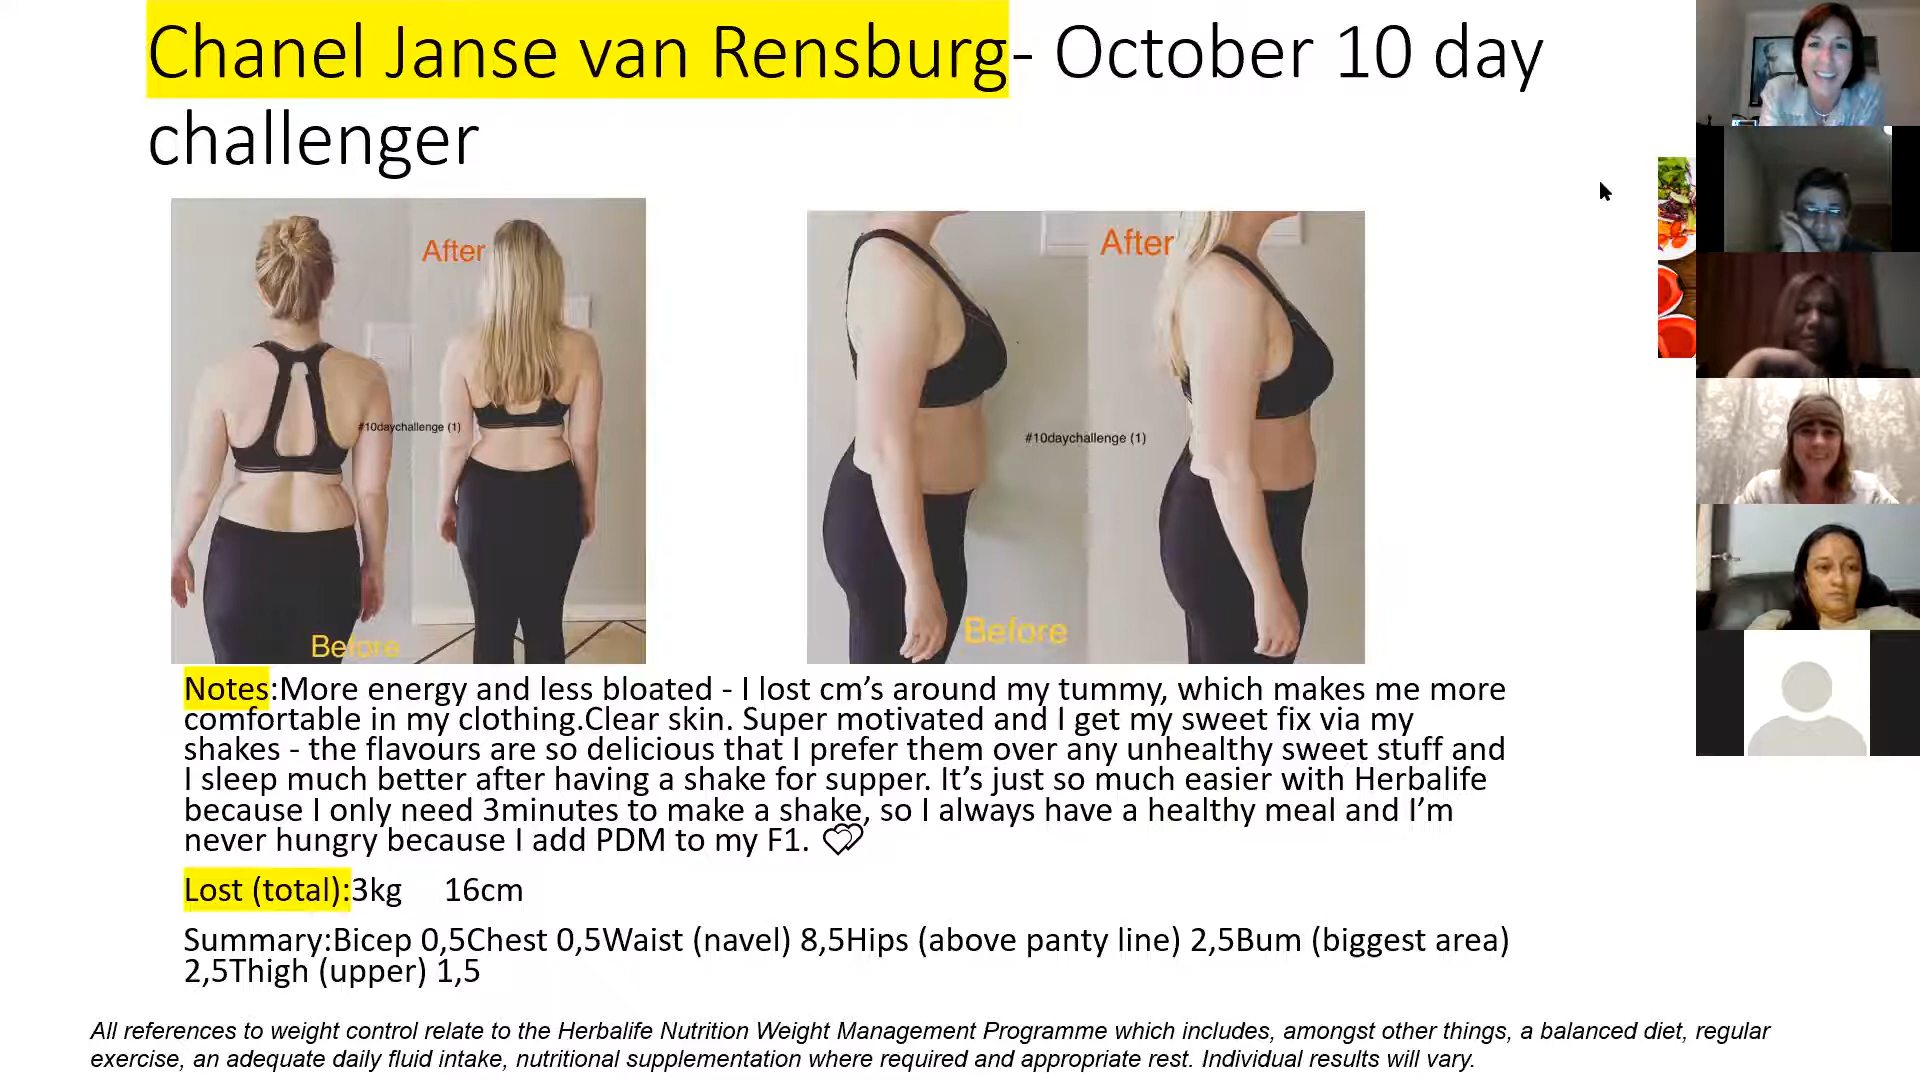 Chanel Janse van Rensburg- October 10 day
challenger
After
#10daychallenge (1)
Before
After
#10daychallenge (1)
Before
Notes:More energy and less bloated - I lost cm’s around my tummy, which makes me more
comfortable in my clothing.Clear skin. Super motivated and I get my sweet fix via my
shakes - the flavours are so delicious that I prefer them over any unhealthy sweet stuff and
I sleep much better after having a shake for supper. It’s just so much easier with Herbalife
because I only need 3minutes to make a shake, so I always have a healthy meal and I’m
never hungry because I add PDM to my F1. 💕
Lost (total):3kg 16cm
Summary:Bicep 0,5Chest 0,5Waist (navel) 8,5Hips (above panty line) 2,5Bum (biggest area)
2,5Thigh (upper) 1,5
All references to weight control relate to the Herbalife Nutrition Weight Management Programme which includes, amongst other things, a balanced diet, regular
exercise, an adequate daily fluid intake, nutritional supplementation where required and appropriate rest. Individual results will vary.